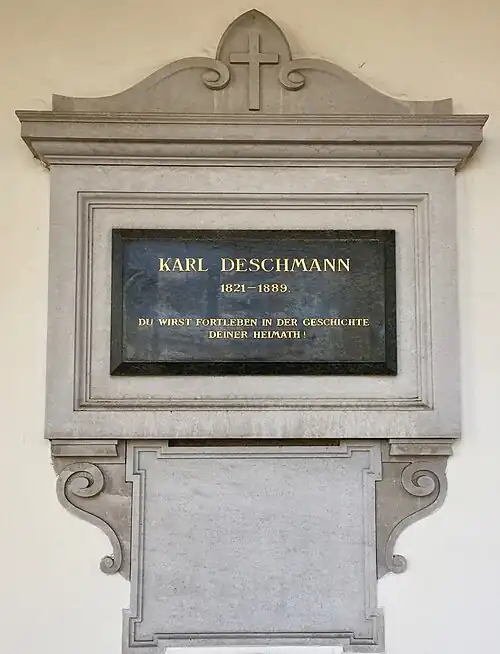 KARL DESCHMANN
1821–1889.
DU WIRST FORTLEBEN IN DER GESCHICHTE
DEINER HEIMATH!